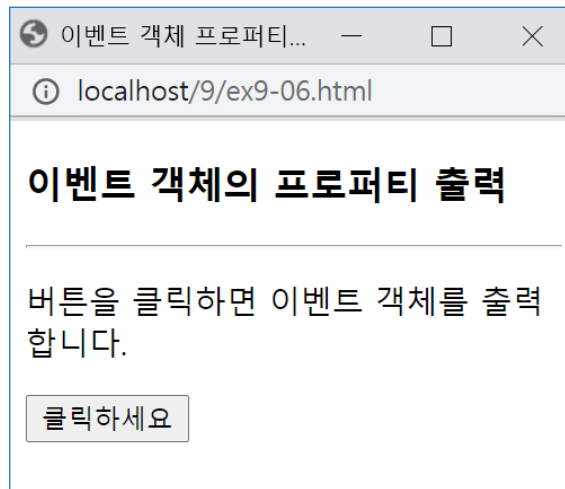 이벤트 객체 프로퍼티...
localhost/9/ex9-06.html
이벤트 객체의 프로퍼티 출력
버튼을 클릭하면 이벤트 객체를 출력
합니다.
클릭하세요